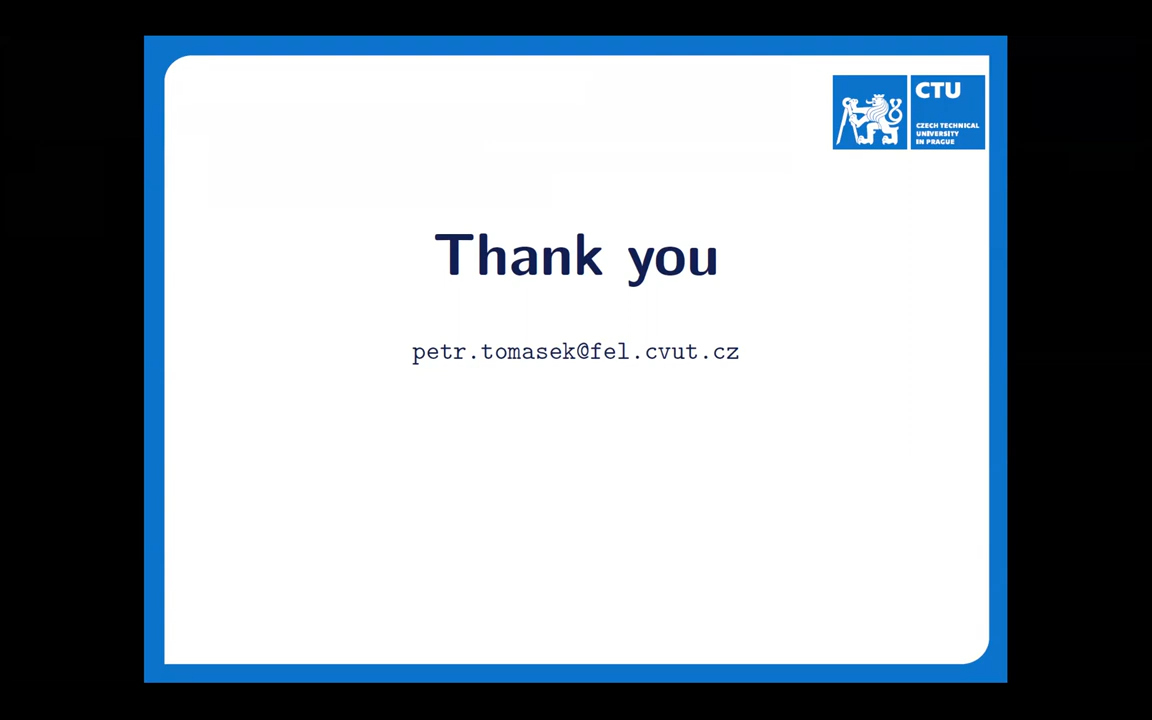 CTU
CZECH TECHNICAL
UNIVERSITY
IN PRAGUE
Thank you
petr.tomasek@fel.cvut.cz